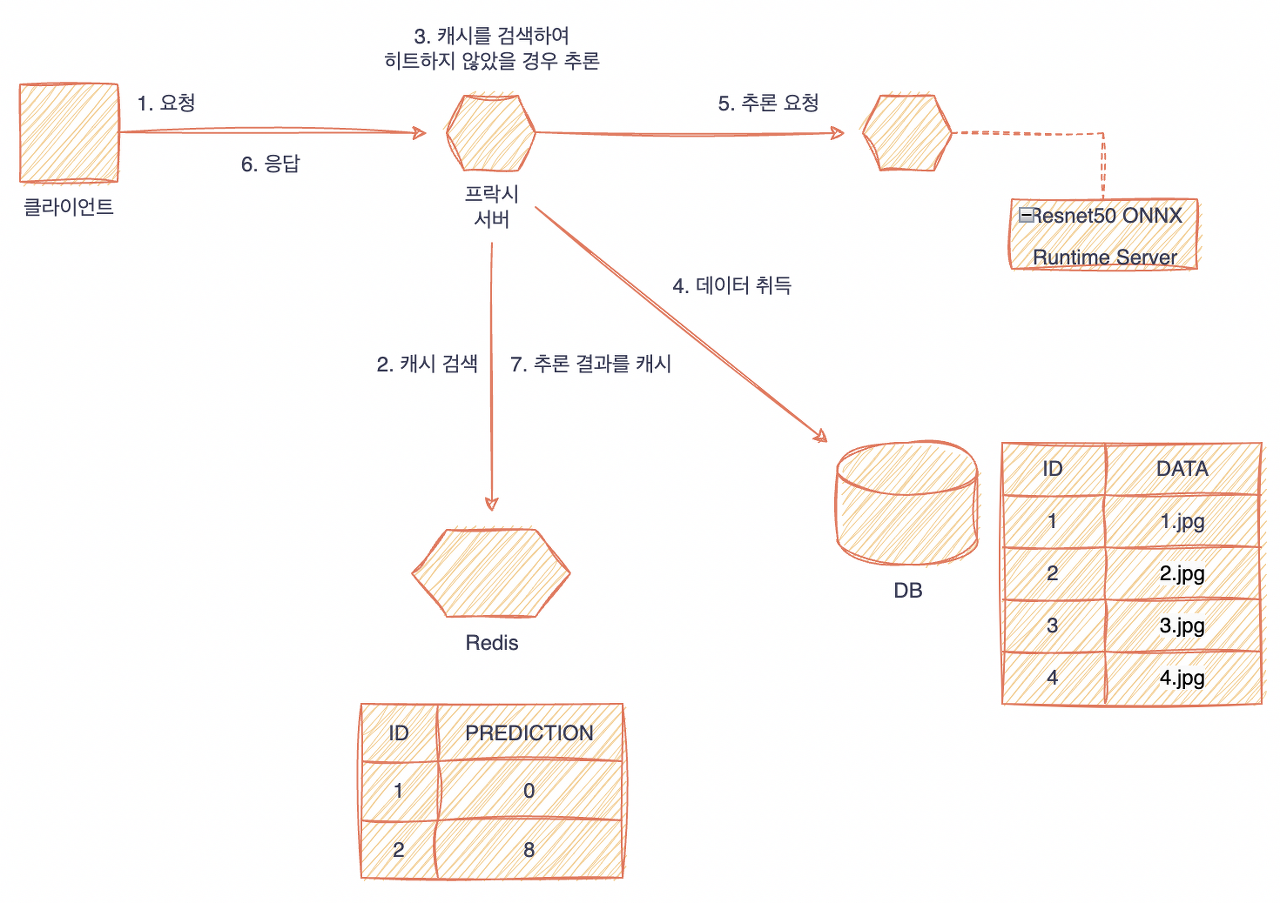 3. 캐시를 검색하여
히트하지 않았을 경우 추론
1. 요청
5. 추론 요청
6. 응답
클라이언트
프락시
서버
Resnet50 ONNX
Runtime Server
4. 데이터 취득
2. 캐시 검색
7. 추론 결과를 캐시
ID DATA
1 1.jpg
2 2.jpg
3 3.jpg
4 4.jpg
DB
Redis
ID PREDICTION
1 0
2 8